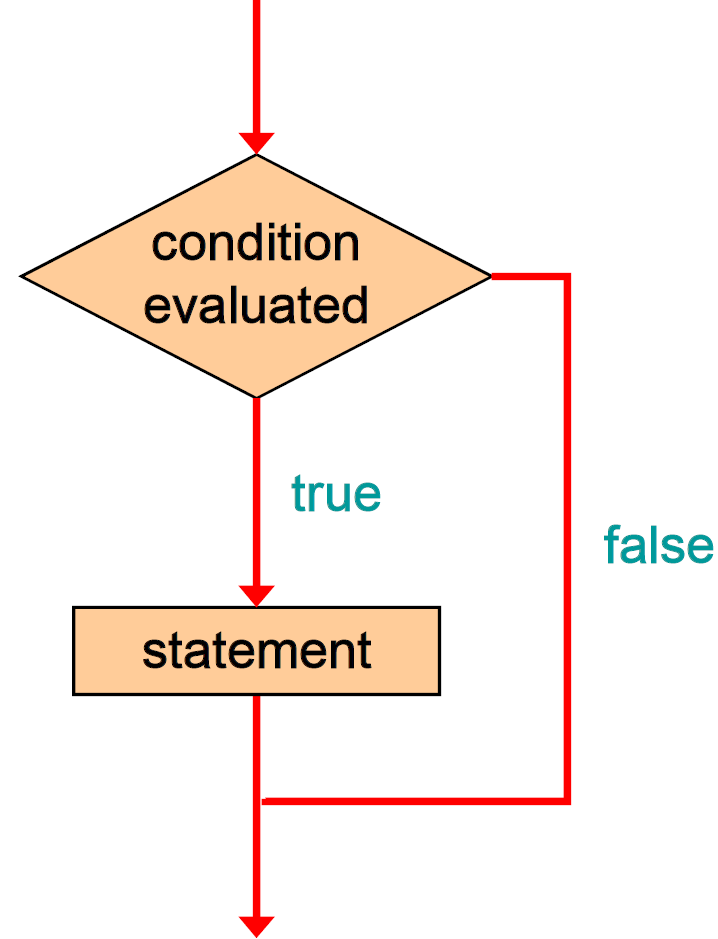 condition
evaluated
true
false
statement